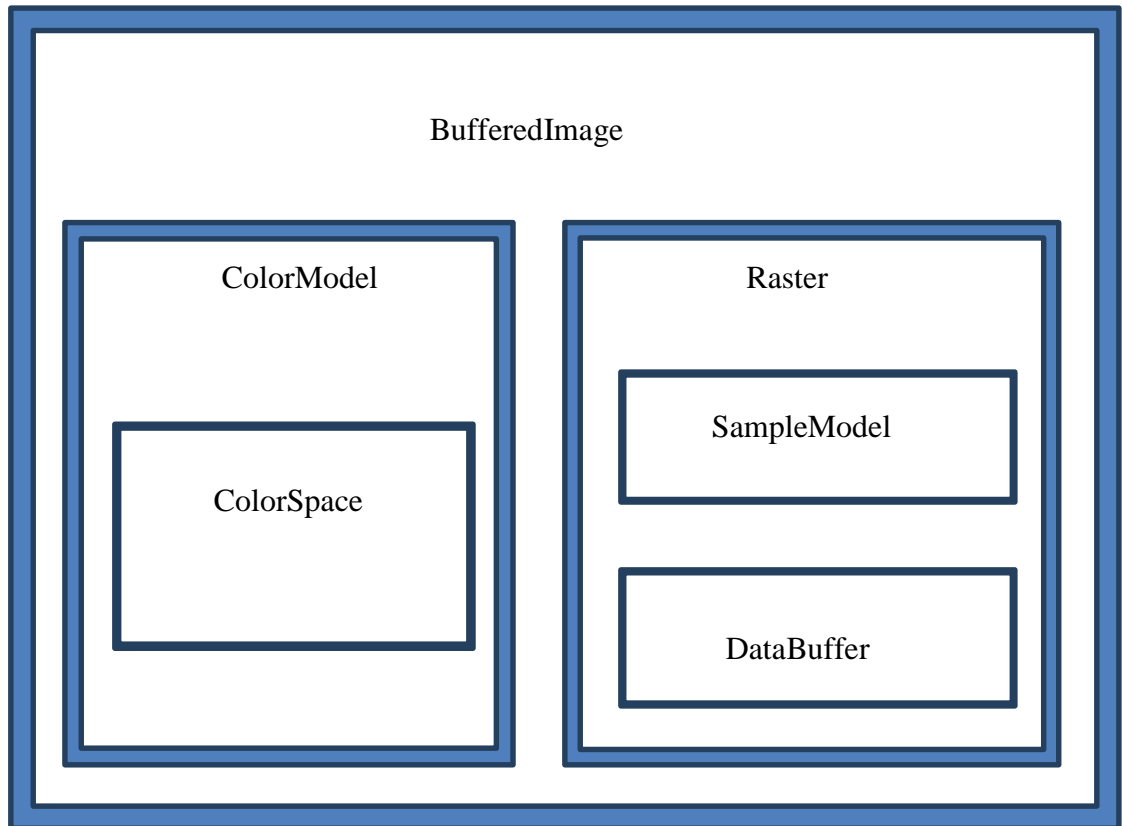 BufferedImage
ColorModel
ColorSpace
Raster
SampleModel
DataBuffer